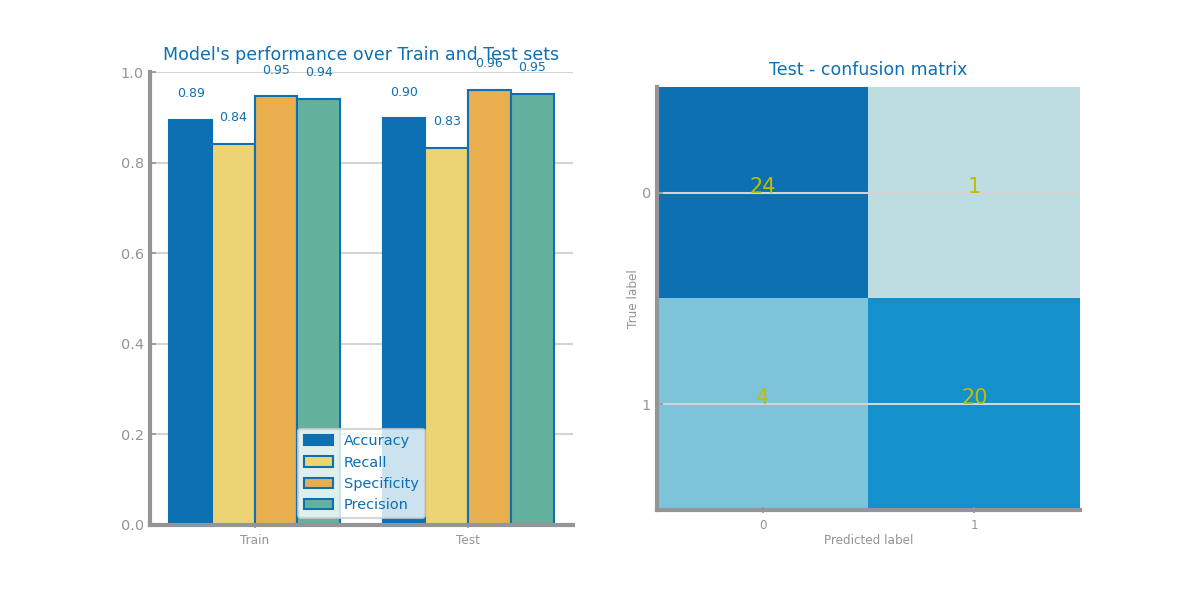 Model's performance over Train and Test sets
1.0
0.8
0.6
0.4
0.2
0.0
0.89
0.84
0.95
0.94
0.90
0.83
0.96
0.95
Accuracy
Recall
Specificity
Precision
Train
Test
Test - confusion matrix
True label
0
1
24
1
4
20
0
1
Predicted label